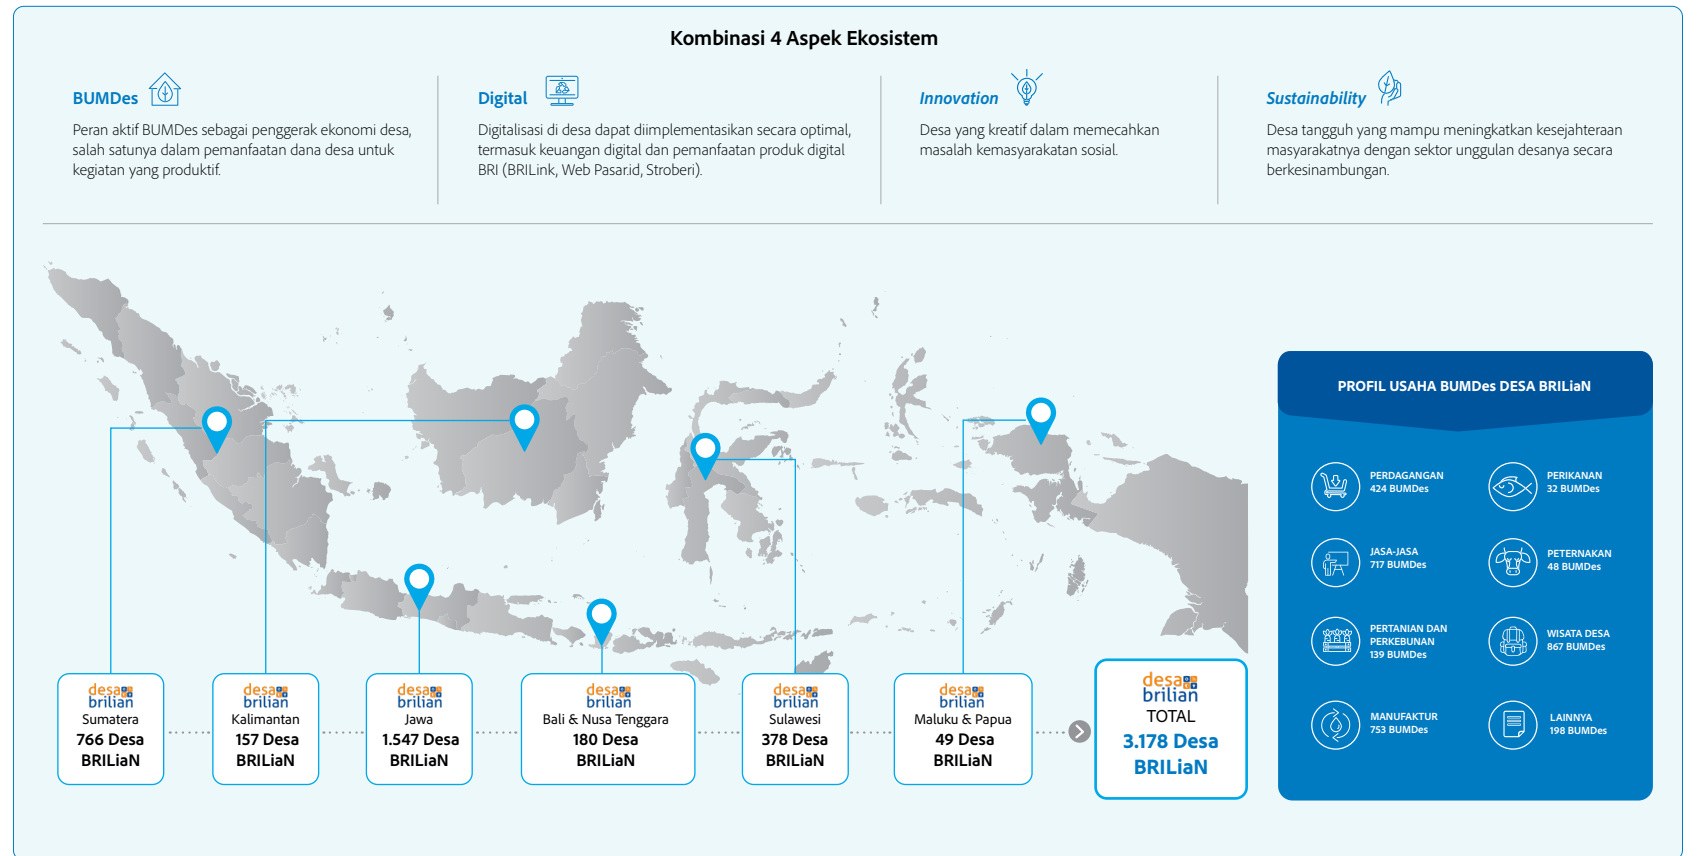 Kombinasi 4 Aspek Ekosistem
BUMDes
Peran aktif BUMDes sebagai penggerak ekonomi desa,
salah satunya dalam pemanfaatan dana desa untuk
kegiatan yang produktif.
Digital
Digitalisasi di desa dapat diimplementasikan secara optimal,
termasuk keuangan digital dan pemanfaatan produk digital
BRI (BRILink, Web Pasar.id, Stroberi).
Innovation
Desa yang kreatif dalam memecahkan
masalah kemasyarakatan sosial.
Sustainability
Desa tangguh yang mampu meningkatkan kesejahteraan
masyarakatnya dengan sektor unggulan desanya secara
berkesinambungan.
desa
brilian
Sumatera
766 Desa
BRILiaN
desa
brilian
Kalimantan
157 Desa
BRILiaN
desa
brilian
Jawa
1.547 Desa
BRILiaN
desa
brilian
Bali & Nusa Tenggara
180 Desa
BRILiaN
desa
brilian
Sulawesi
378 Desa
BRILiaN
desa
brilian
Maluku & Papua
49 Desa
BRILiaN
desa
brilian
TOTAL
3.178 Desa
BRILiaN
PROFIL USAHA BUMDes DESA BRILiaN
PERDAGANGAN
424 BUMDes
PERIKANAN
32 BUMDes
JASA-JASA
717 BUMDes
PETERNAKAN
48 BUMDes
PERTANIAN DAN
PERKEBUNAN
139 BUMDes
WISATA DESA
867 BUMDes
MANUFAKTUR
753 BUMDes
LAINNYA
198 BUMDes